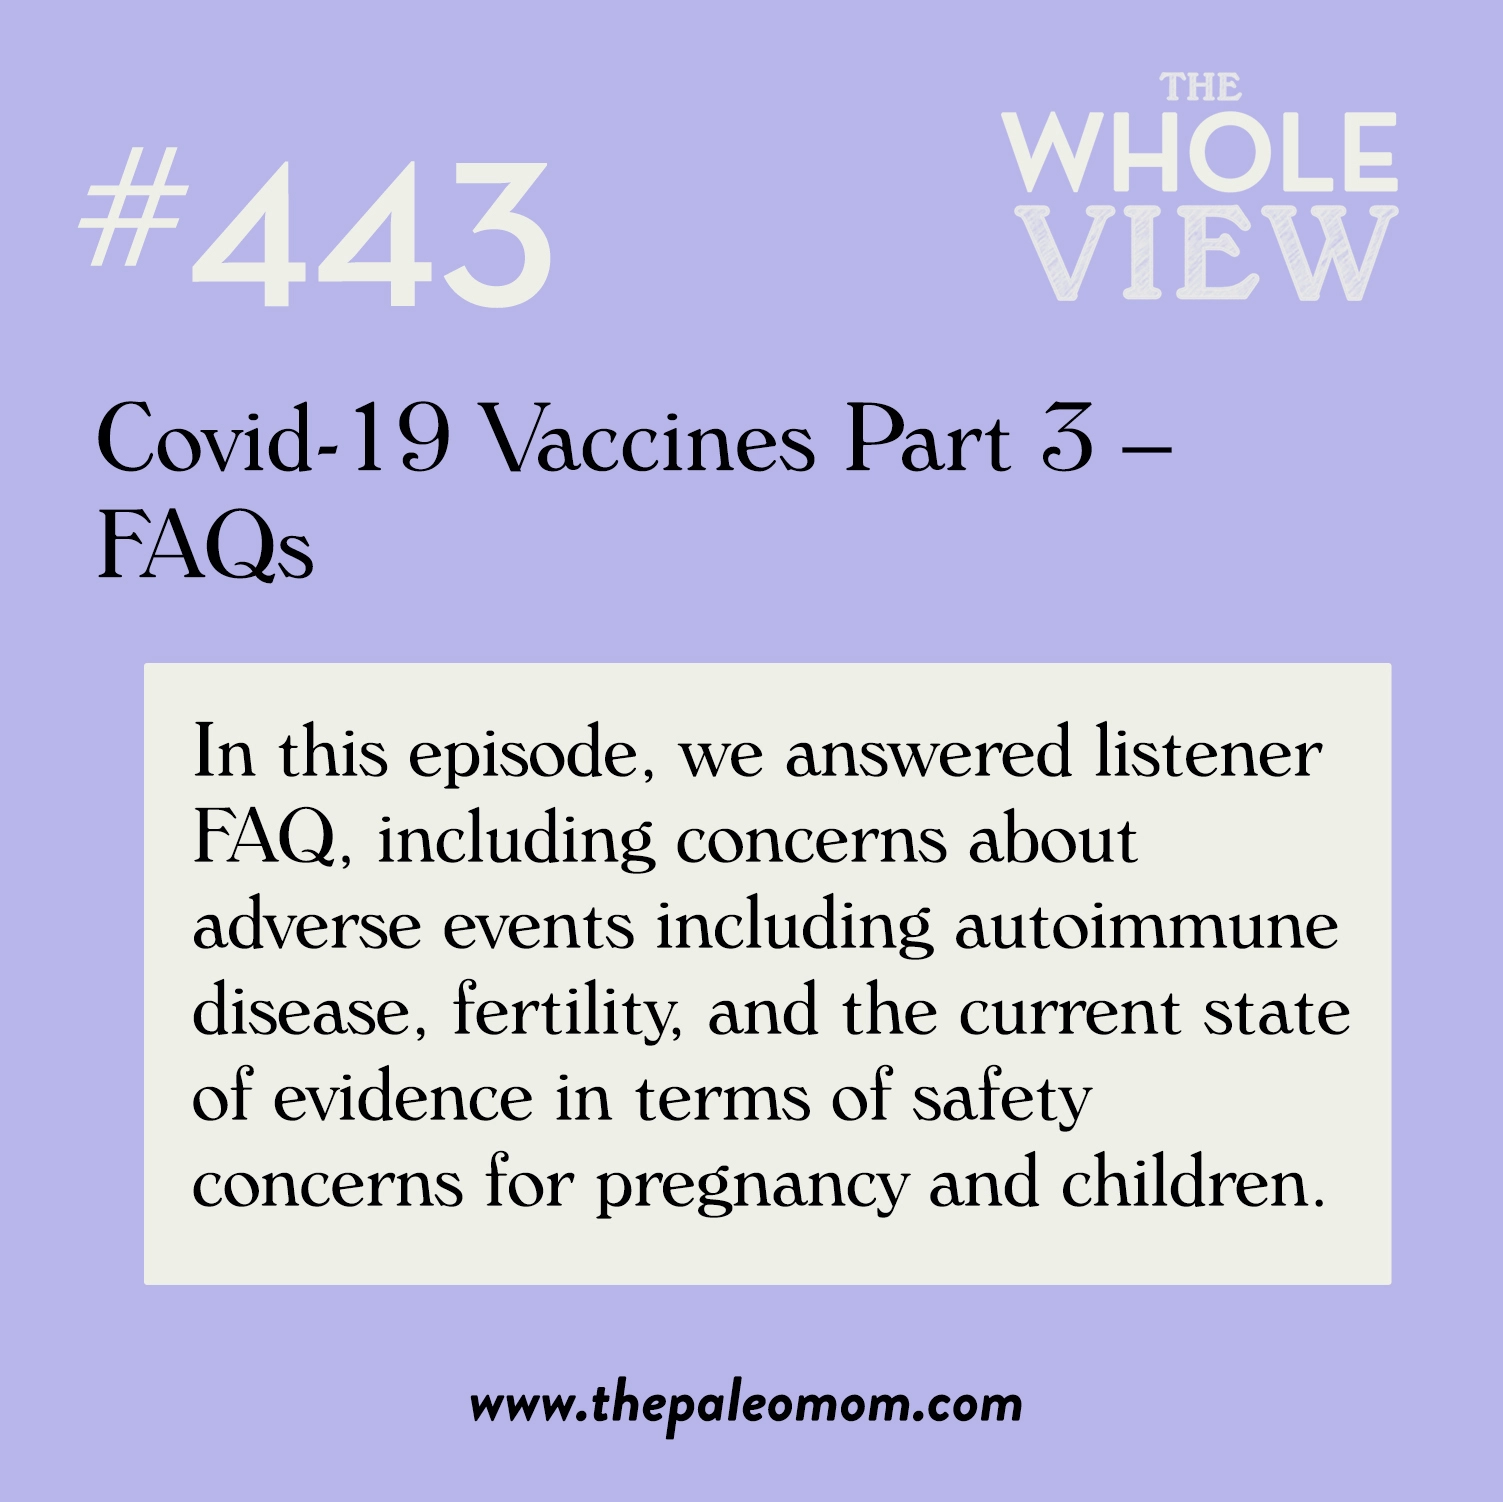 #443
THE
WHOLE
VIEW
Covid-19 Vaccines Part 3 –
FAQs
In this episode, we answered listener
FAQ, including concerns about
adverse events including autoimmune
disease, fertility, and the current state
of evidence in terms of safety
concerns for pregnancy and children.
www.thepaleomom.com